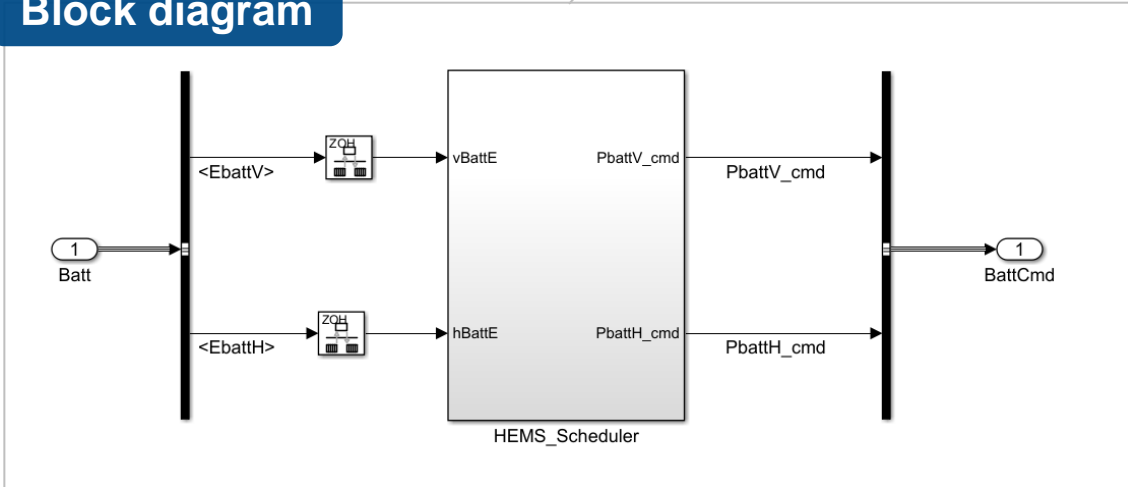 Block diagram
ZOH
<EbattV>
vBattE
PbattV_cmd
PbattV_cmd
1
Batt
1
BattCmd
ZOH
<EbattH>
hBattE
PbattH_cmd
PbattH_cmd
HEMS_Scheduler